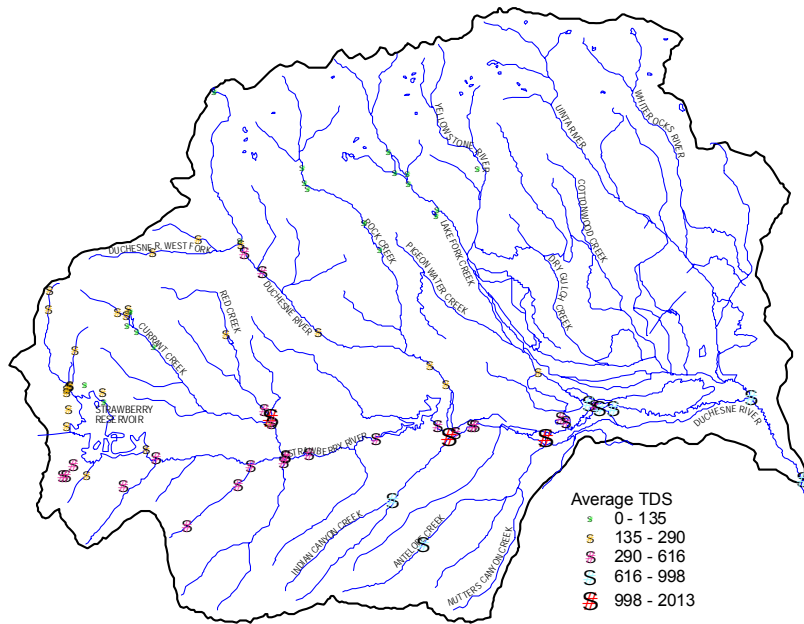 YELLOWSTONE RIVER
UINTA RIVER
WHITEROCKS RIVER
COTTONWOOD CREEK
DUCHESNE R. WEST FORK
ROCK CREEK
LAKE FORK CREEK
PIGEON WATER CREEK
DRY GULCH CREEK
DUCHESNE RIVER
RED CREEK
CURRANT CREEK
STRAWBERRY
RESERVOIR
STRAWBERRY RIVER
DUCHESNE RIVER
INDIAN CANYON CREEK
ANTELOPE CREEK
NUTTERS CANYON CREEK
Average TDS
S 0 - 135
S 135 - 290
S 290 - 616
S 616 - 998
S 998 - 2013